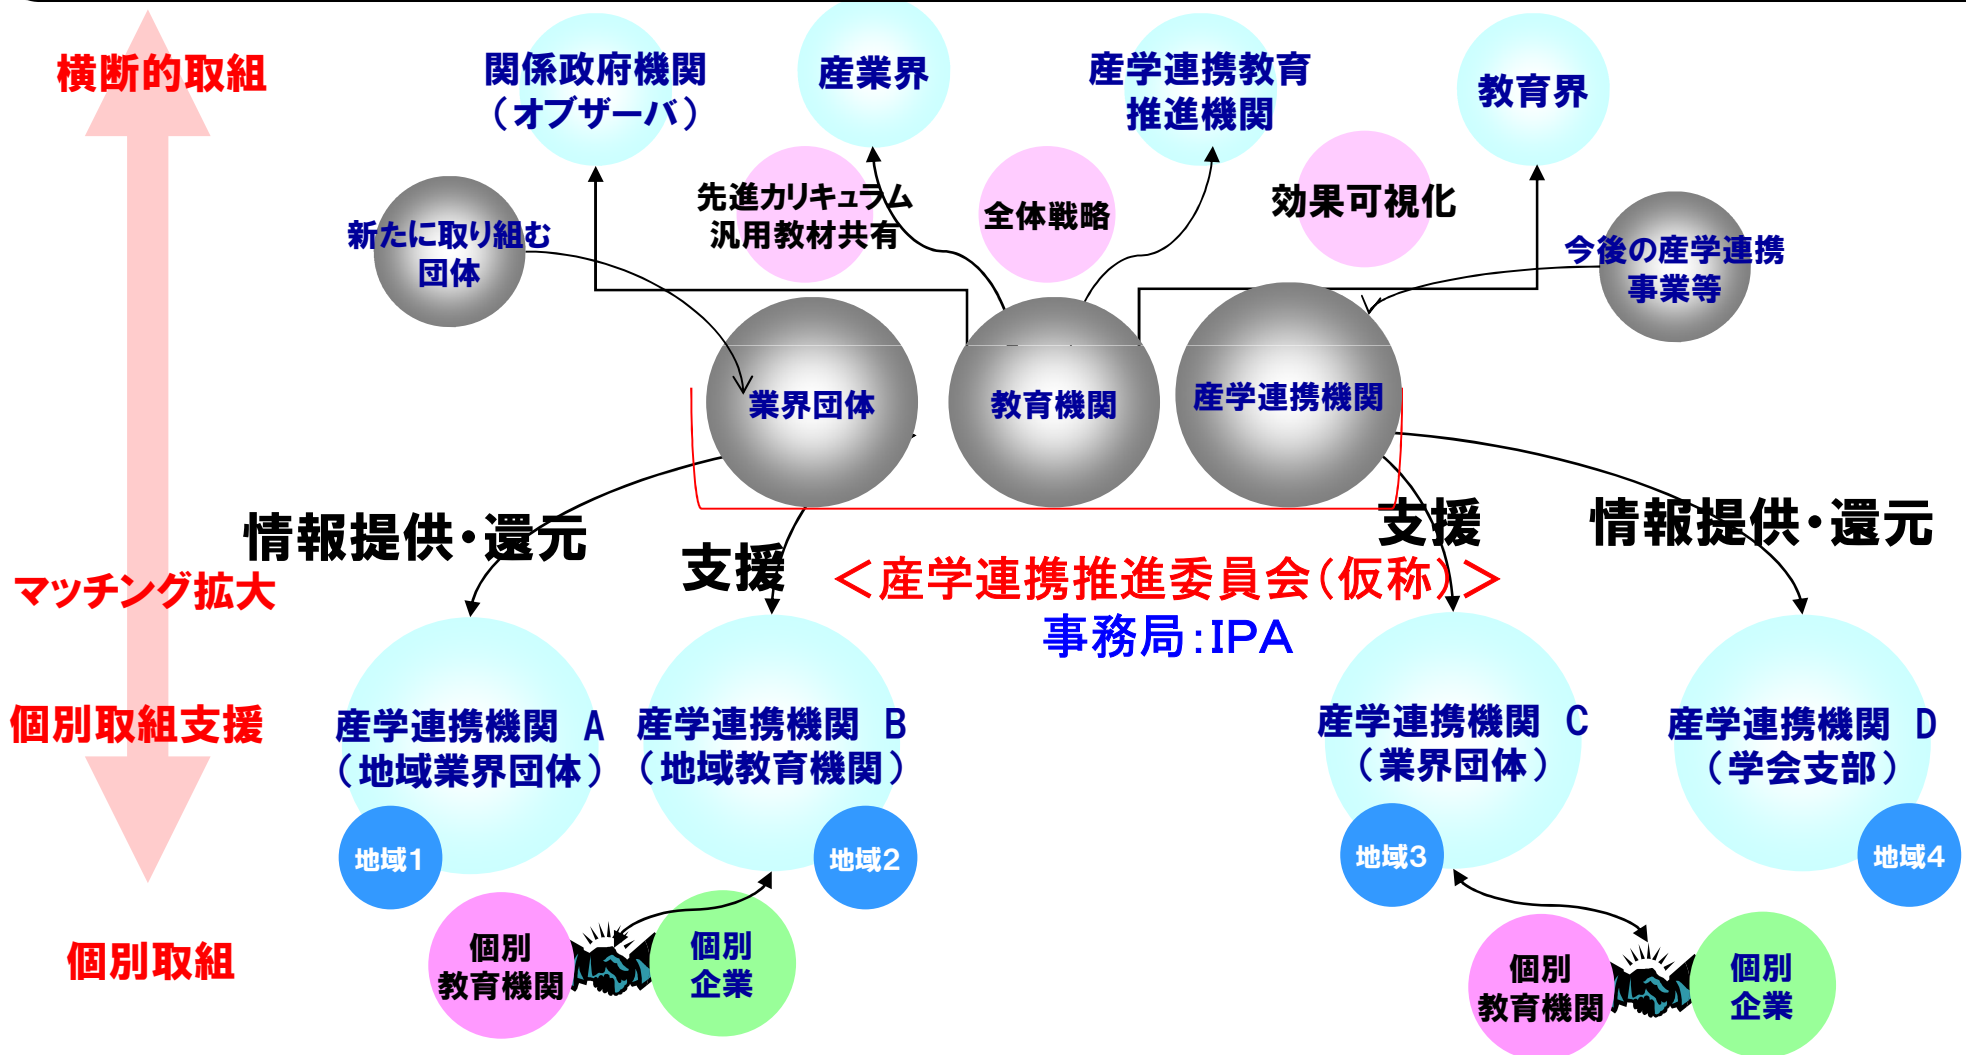 横断的取組
関係政府機関
（オブザーバ）
産業界
産学連携教育
推進機関
教育界
先進カリキュラム
汎用教材共有
全体戦略
効果可視化
新たに取り組む
団体
今後の産学連携
事業等
業界団体
教育機関
産学連携機関
情報提供・還元
支援
支援
情報提供・還元
＜産学連携推進委員会（仮称）＞
事務局：IPA
マッチング拡大
個別取組支援
産学連携機関 A
（地域業界団体）
産学連携機関 B
（地域教育機関）
産学連携機関 C
（業界団体）
産学連携機関 D
（学会支部）
地域1
地域2
地域3
地域4
個別取組
個別
教育機関
個別
企業
個別
教育機関
個別
企業